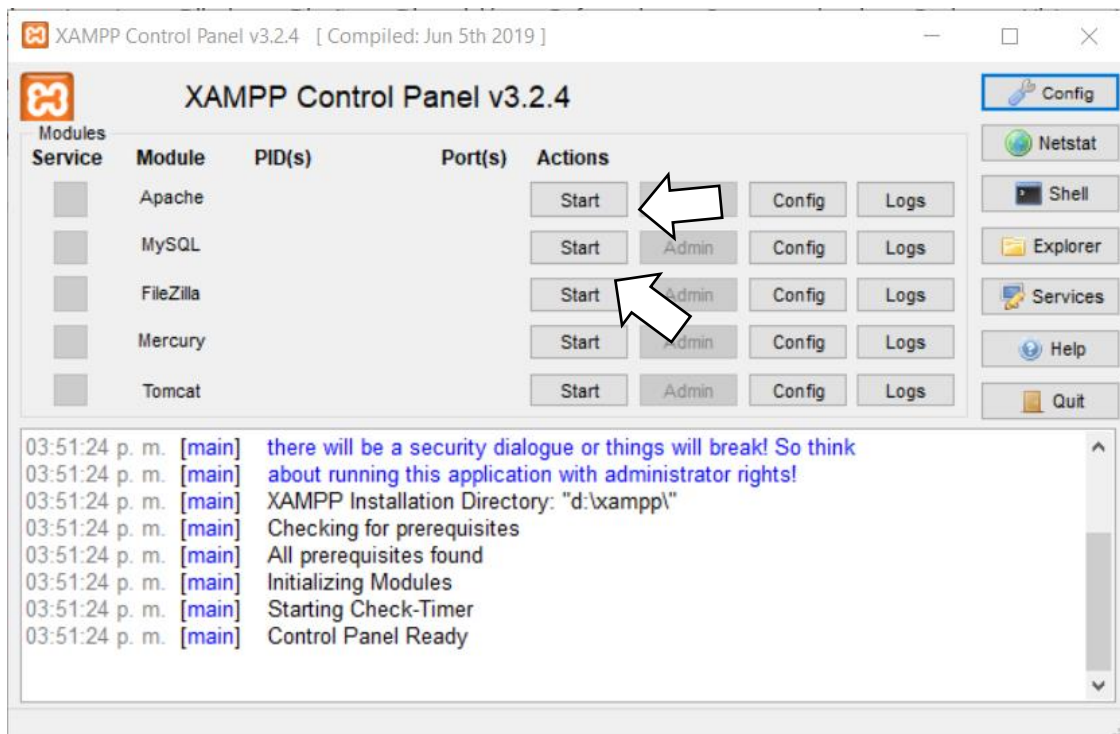 XAMPP Control Panel v3.2.4 [ Compiled: Jun 5th 2019 ]
XAMPP Control Panel v3.2.4
Config
Modules
Service Module PID(s) Port(s) Actions
Netstat
Apache Start Config Logs
Shell
MySQL Start Admin Config Logs
Explorer
FileZilla Start Admin Config Logs
Services
Mercury Start Admin Config Logs
Help
Tomcat Start Admin Config Logs
Quit
03:51:24 p. m. [main] there will be a security dialogue or things will break! So think
03:51:24 p. m. [main] about running this application with administrator rights!
03:51:24 p. m. [main] XAMPP Installation Directory: "d:\xampp\"
03:51:24 p. m. [main] Checking for prerequisites
03:51:24 p. m. [main] All prerequisites found
03:51:24 p. m. [main] Initializing Modules
03:51:24 p. m. [main] Starting Check-Timer
03:51:24 p. m. [main] Control Panel Ready